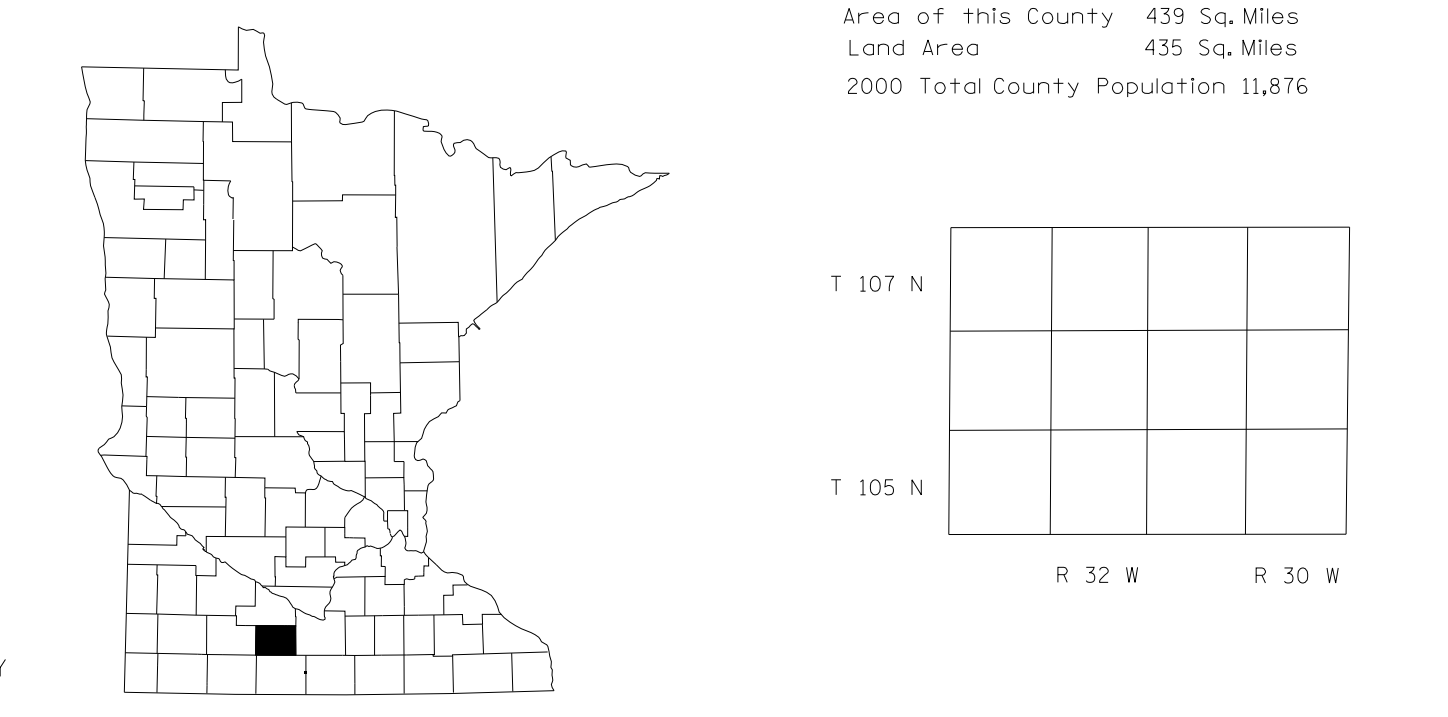 Area of this County 439 Sq. Miles
Land Area 435 Sq. Miles
2000 Total County Population 11,876
T 107 N
T 105 N
R 32 W R 30 W
Y